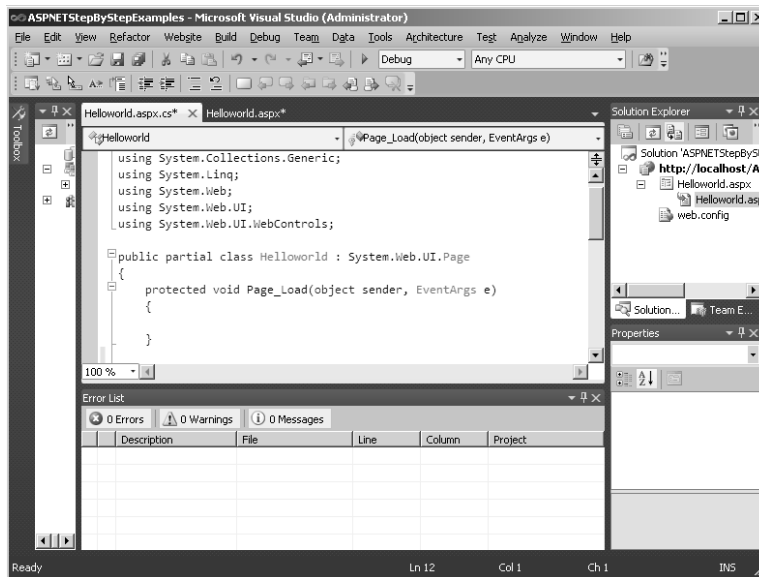 ASPNETStepByStepExamples - Microsoft Visual Studio (Administrator)
File Edit View Refactor Website Build Debug Team Data Tools Architecture Test Analyze Window Help
Debug Any CPU
Toolbox
Helloworld.aspx.cs* Helloworld.aspx*
Helloworld Page_Load(object sender, EventArgs e)
using System.Collections.Generic;
using System.Linq;
using System.Web;
using System.Web.UI;
using System.Web.UI.WebControls;
public partial class Helloworld : System.Web.UI.Page
{
protected void Page_Load(object sender, EventArgs e)
{
}
100 %
Error List
0 Errors 0 Warnings 0 Messages
Description File Line Column Project
Solution Explorer
Solution 'ASPNETStepByS
http://localhost/A
Helloworld.aspx
Helloworld.as
web.config
Solution... Team E...
Properties
Ready Ln 12 Col 1 Ch 1 INS